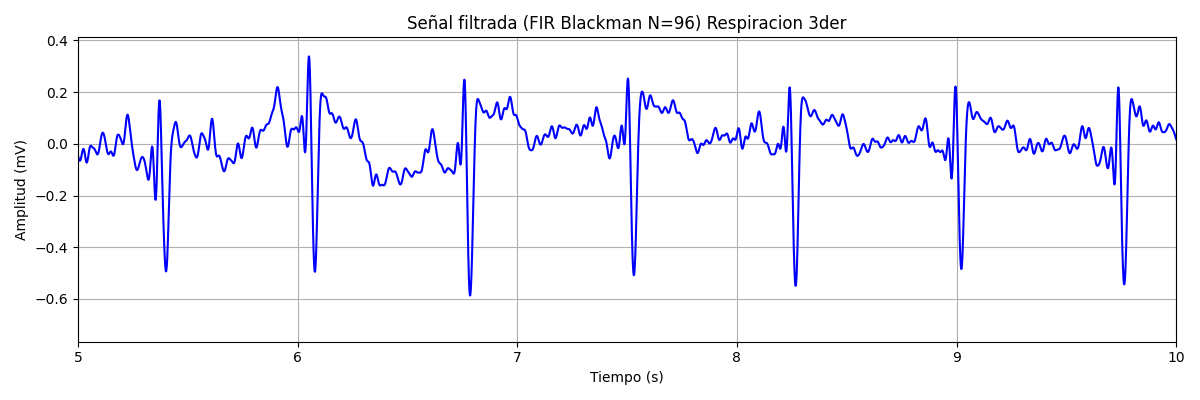 Señal filtrada (FIR Blackman N=96) Respiracion 3der
Amplitud (mV)
0.4
0.2
0.0
−0.2
−0.4
−0.6
5 6 7 8 9 10
Tiempo (s)